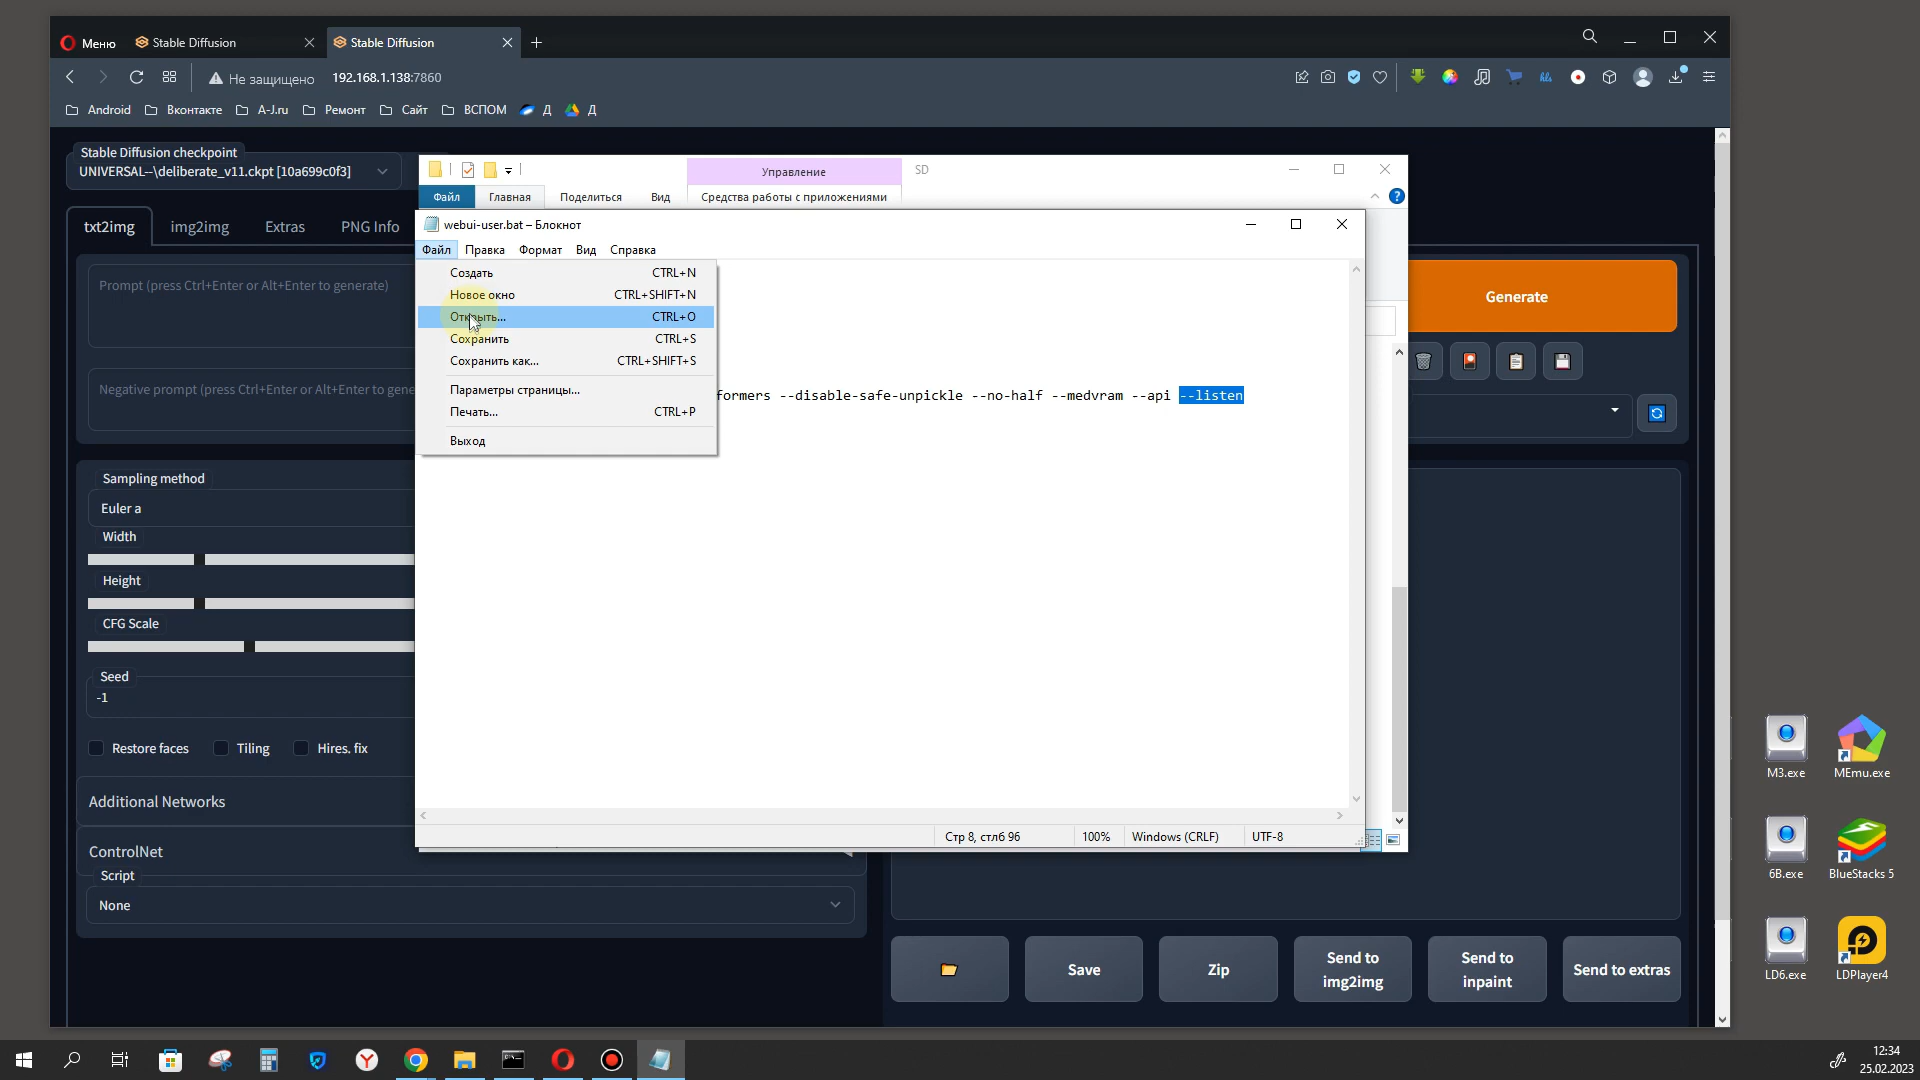 Меню
Stable Diffusion
Stable Diffusion
Не защищено
192.168.1.138:7860
Android
Вконтакте
A-J.ru
Ремонт
Сайт
ВСПОМ
Д
Д
Stable Diffusion checkpoint
UNIVERSAL--\deliberate_v11.ckpt [10a699c0f3]
txt2img
img2img
Extras
PNG Info
Управление
SD
Файл
Главная
Поделиться
Вид
Средства работы с приложениями
webui-user.bat – Блокнот
Файл
Правка
Формат
Вид
Справка
Создать CTRL+N
Новое окно CTRL+SHIFT+N
Открыть... CTRL+O
Сохранить CTRL+S
Сохранить как... CTRL+SHIFT+S
Параметры страницы...
Печать... CTRL+P
Выход
formers --disable-safe-unpickle --no-half --medvram --api --listen
Стр 8, стлб 96
100%
Windows (CRLF)
UTF-8
Prompt (press Ctrl+Enter or Alt+Enter to generate)
Negative prompt (press Ctrl+Enter or Alt+Enter to gene
Generate
Sampling method
Euler a
Width
Height
CFG Scale
Seed
-1
Restore faces
Tiling
Hires. fix
Additional Networks
ControlNet
Script
None
Save
Zip
Send to
img2img
Send to
inpaint
Send to extras
M3.exe
MEmu.exe
6B.exe
BlueStacks 5
LD6.exe
LDPlayer4
12:34
25.02.2023